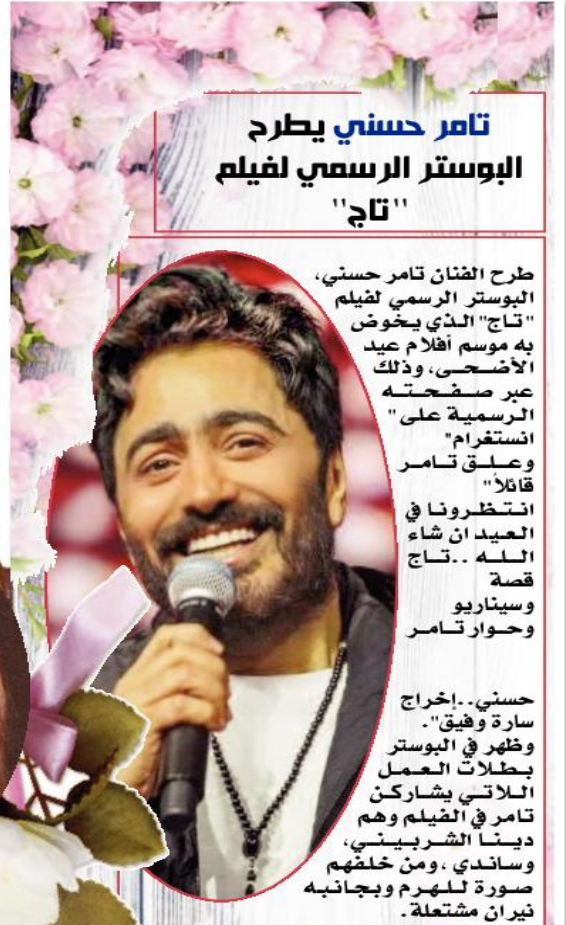 تامر حسني يطرح
البوستر الرسمي لفيلم
"تاج"
طرح الفنان تامر حسني،
البوستر الرسمي لفيلم
"تاج" الذي يخوض
به موسم أفلام عيد
الأضحى، وذلك
عبر صفحته
الرسمية على "
انستغرام"
وعلق تامر
قائلاً "
انتظرونا في
العيد ان شاء
الله ..تاج
قصة
وسيناريو
وحوار تامر
حسني..إخراج
سارة وفيق".
وظهر في البوستر
بطلات العمل
اللاتي يشاركن
تامر في الفيلم وهم
دينا الشربيني،
وساندي ،ومن خلفهم
صورة للهرم وبجانبه
نيران مشتعلة.